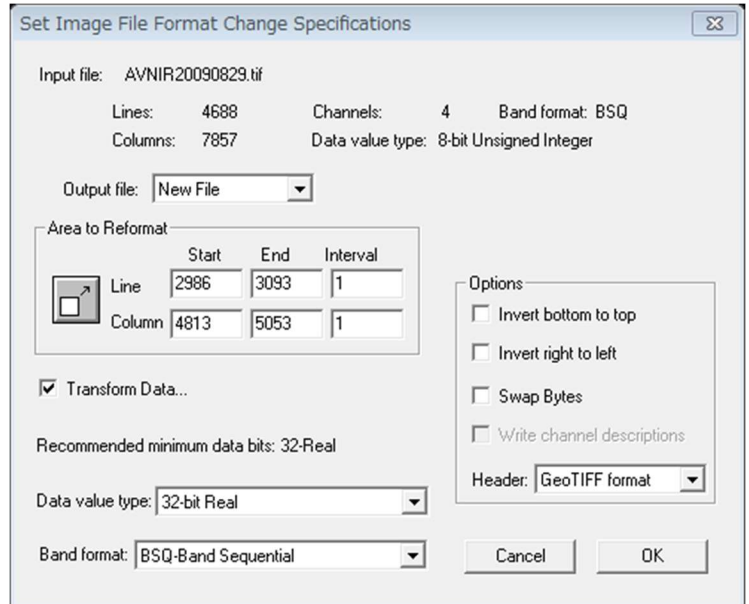 Set Image File Format Change Specifications
Input file: AVNIR20090829.tif
Lines: 4688 Channels: 4 Band format: BSQ
Columns: 7857 Data value type: 8-bit Unsigned Integer
Output file: New File
Area to Reformat
Start End Interval
Line 2986 3093 1
Column 4813 5053 1
Transform Data...
Recommended minimum data bits: 32-Real
Data value type: 32-bit Real
Band format: BSQ-Band Sequential
Options
Invert bottom to top
Invert right to left
Swap Bytes
Write channel descriptions
Header: GeoTIFF format
Cancel OK